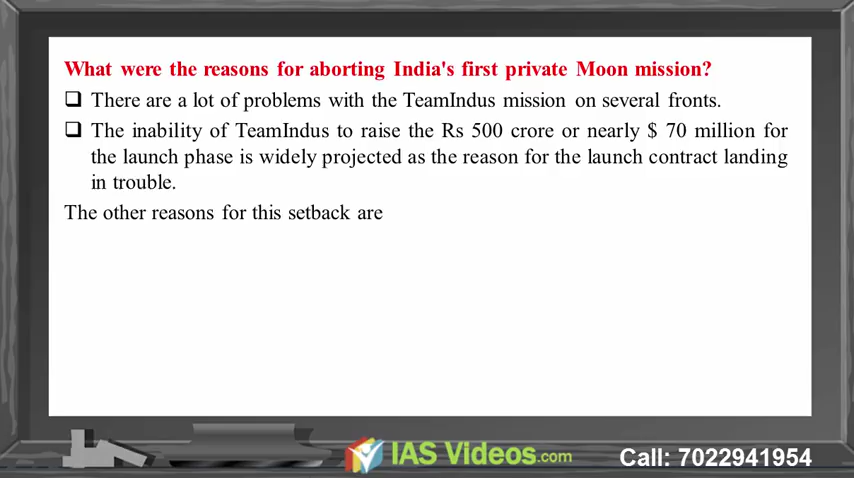 What were the reasons for aborting India's first private Moon mission?
❑ There are a lot of problems with the TeamIndus mission on several fronts.
❑ The inability of TeamIndus to raise the Rs 500 crore or nearly $ 70 million for
the launch phase is widely projected as the reason for the launch contract landing
in trouble.
The other reasons for this setback are
IAS Videos.com
Call: 7022941954